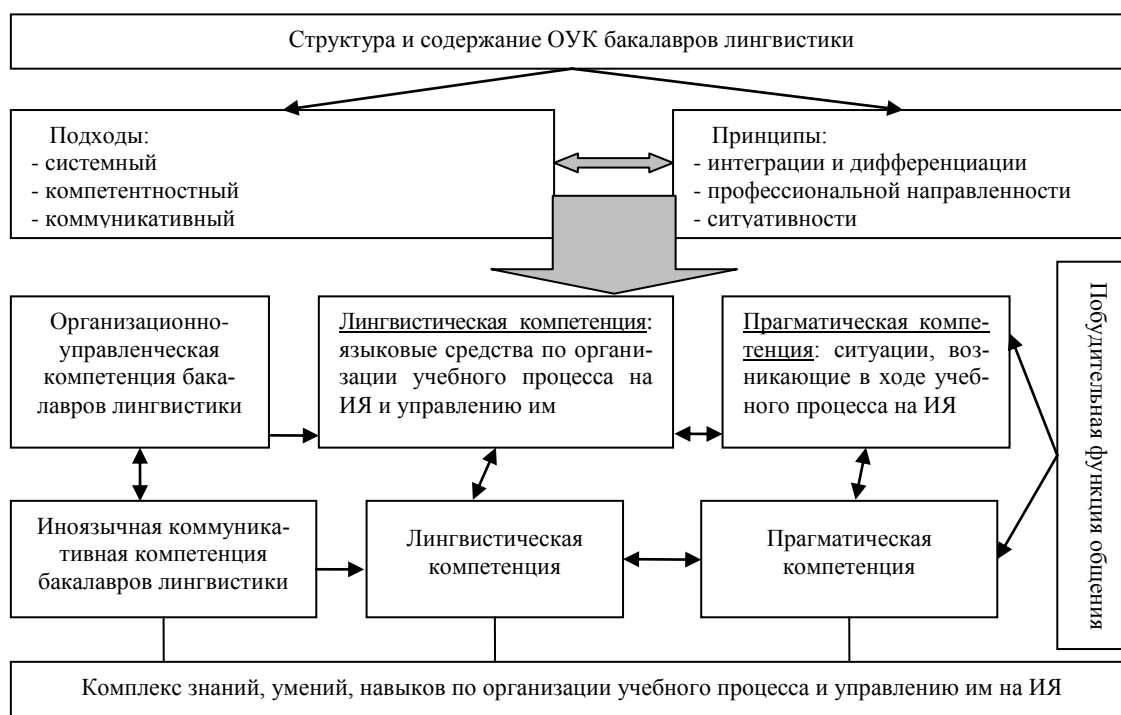 Структура и содержание ОУК бакалавров лингвистики
Подходы:
- системный
- компетентностный
- коммуникативный
Принципы:
- интеграции и дифференциации
- профессиональной направленности
- ситуативности
Организационно-
управленческая
компетенция бака-
лавров лингвистики
Лингвистическая компетенция:
языковые средства по органи-
зации учебного процесса на
ИЯ и управлению им
Прагматическая компе-
тенция: ситуации, воз-
никающие в ходе учеб-
ного процесса на ИЯ
Побудительная функция общения
Иноязычная коммуника-
тивная компетенция
бакалавров лингвистики
Лингвистическая
компетенция
Прагматическая
компетенция
Комплекс знаний, умений, навыков по организации учебного процесса и управлению им на ИЯ